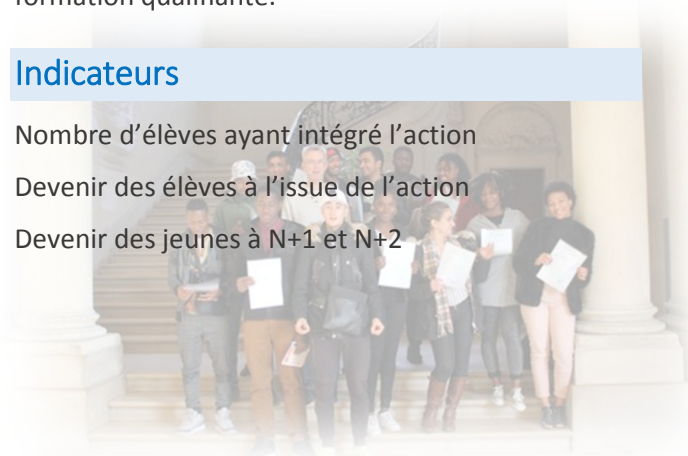 formation qualifiante.
Indicateurs
Nombre d'élèves ayant intégré l'action
Devenir des élèves à l'issue de l'action
Devenir des jeunes à N+1 et N+2